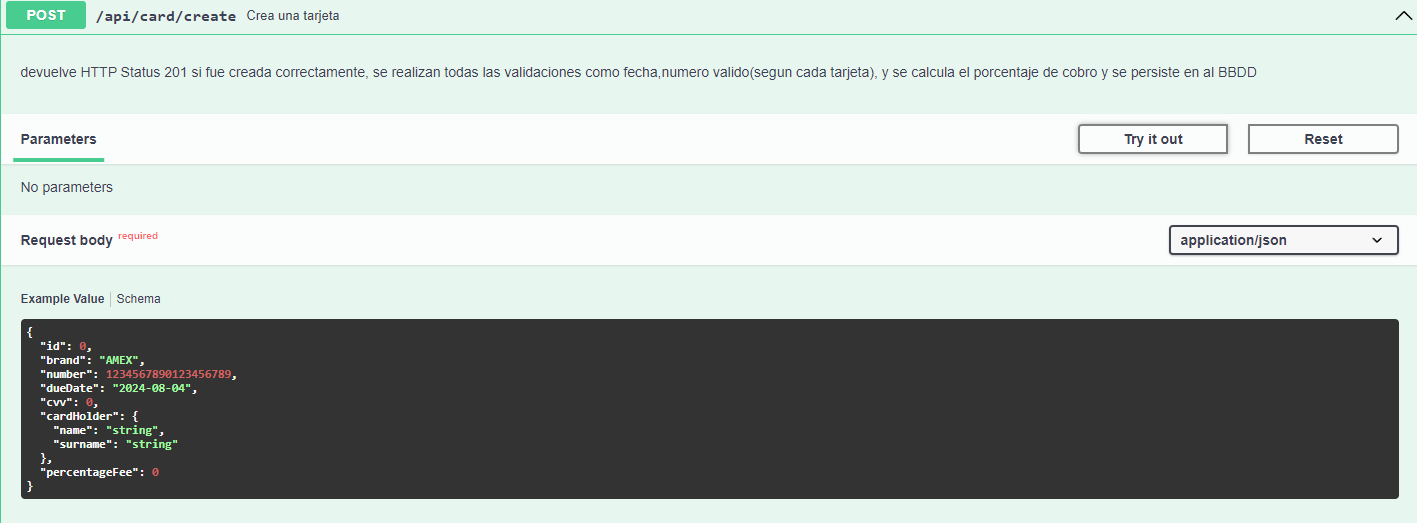 POST /api/card/create Crea una tarjeta
devuelve HTTP Status 201 si fue creada correctamente, se realizan todas las validaciones como fecha,numero valido(segun cada tarjeta), y se calcula el porcentaje de cobro y se persiste en al BBDD
Parameters Try it out Reset
No parameters
Request body required application/json
Example Value Schema
{
  "id": 0,
  "brand": "AMEX",
  "number": 1234567890123456789,
  "dueDate": "2024-08-04",
  "cvv": 0,
  "cardHolder": {
    "name": "string",
    "surname": "string"
  },
  "percentageFee": 0
}